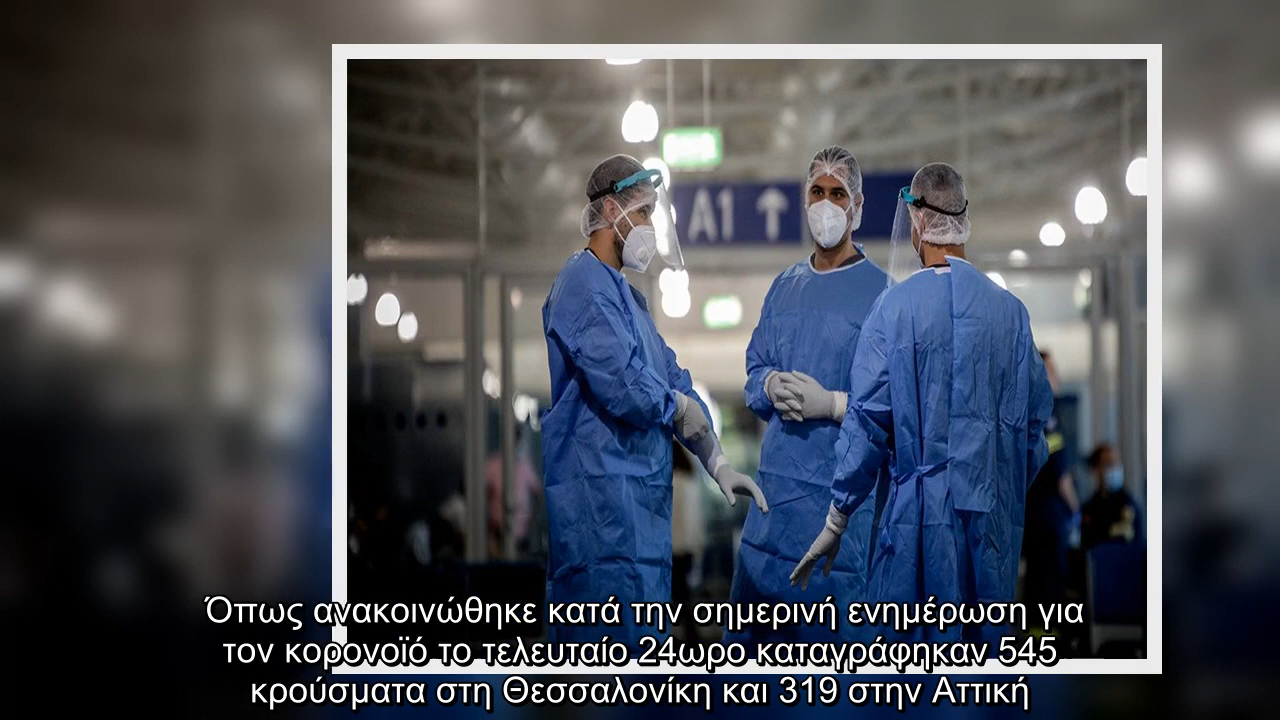 A1 ↑
Όπως ανακοινώθηκε κατά την σημερινή ενημέρωση για
τον κορονοϊό το τελευταίο 24ωρο καταγράφηκαν 545
κρούσματα στη Θεσσαλονίκη και 319 στην Αττική